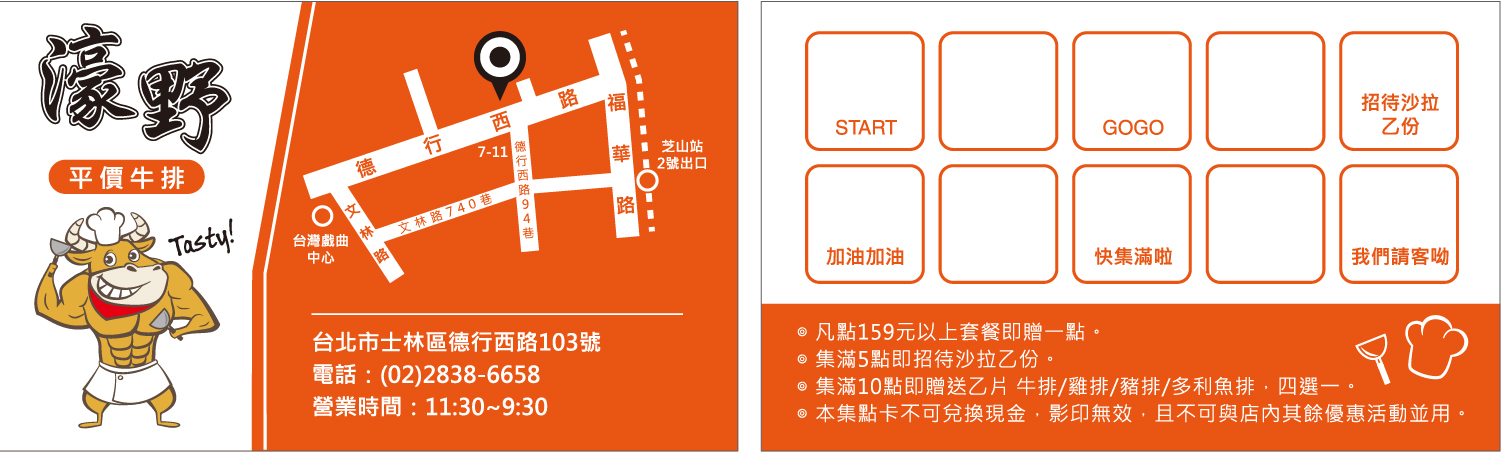 濠野
平價牛排
Tasty!
德行西路
福華路
7-11
德行西路94巷
芝山站
2號出口
文林路740巷
文林路
台灣戲曲
中心
台北市士林區德行西路103號
電話：(02)2838-6658
營業時間：11:30~9:30
START
GOGO
招待沙拉
乙份
加油加油
快集滿啦
我們請客呦
◎ 凡點159元以上套餐即贈一點。
◎ 集滿5點即招待沙拉乙份。
◎ 集滿10點即贈送乙片 牛排/雞排/豬排/多利魚排，四選一。
◎ 本集點卡不可兌換現金，影印無效，且不可與店內其餘優惠活動並用。